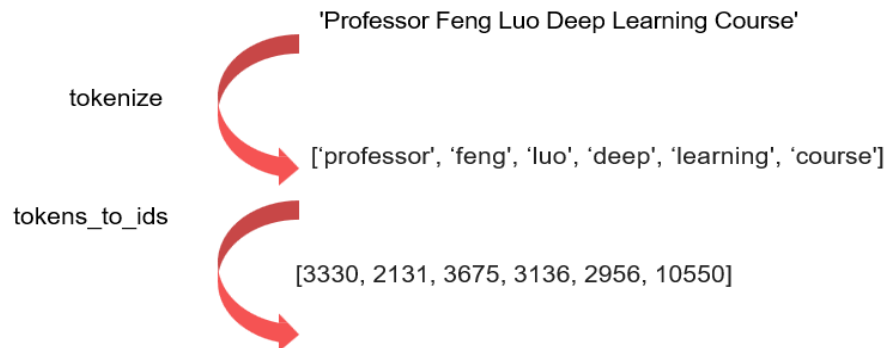 'Professor Feng Luo Deep Learning Course'
tokenize
[‘professor', ‘feng', ‘luo', ‘deep', ‘learning', ‘course']
tokens_to_ids
[3330, 2131, 3675, 3136, 2956, 10550]